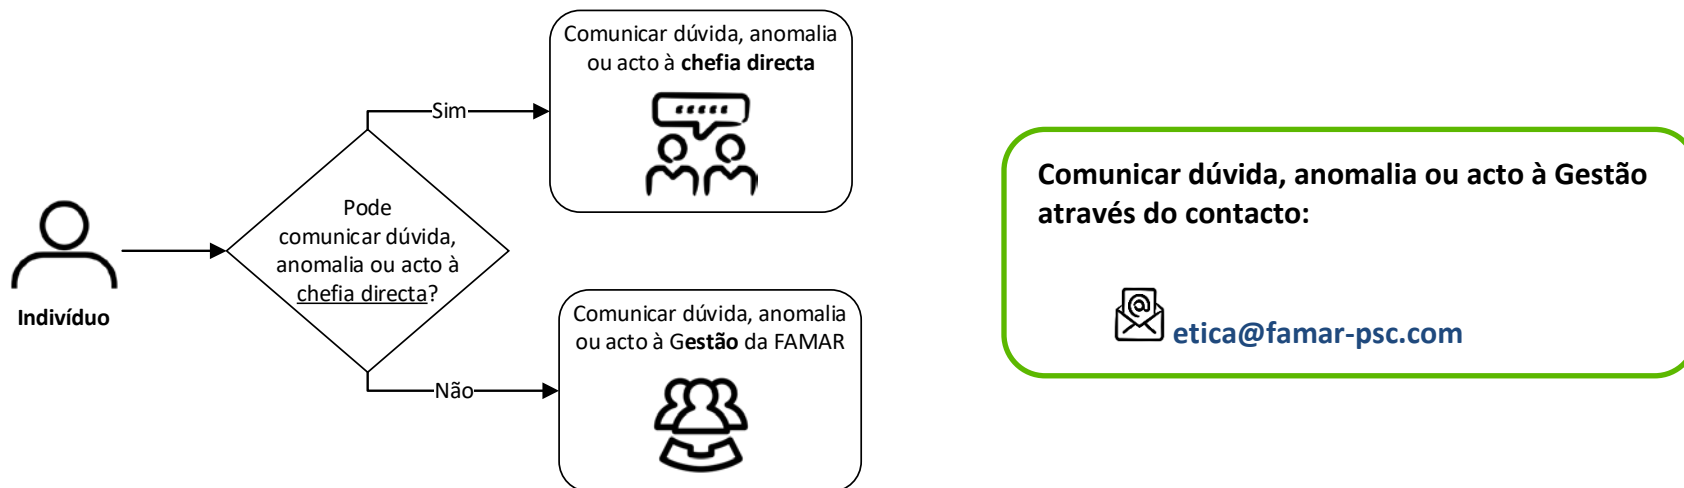 Indivíduo
Pode
comunicar dúvida,
anomalia ou acto à
chefia directa?
Sim
Comunicar dúvida, anomalia
ou acto à chefia directa
Não
Comunicar dúvida, anomalia
ou acto à Gestão da FAMAR
Comunicar dúvida, anomalia ou acto à Gestão
através do contacto:
@
etica@famar-psc.com